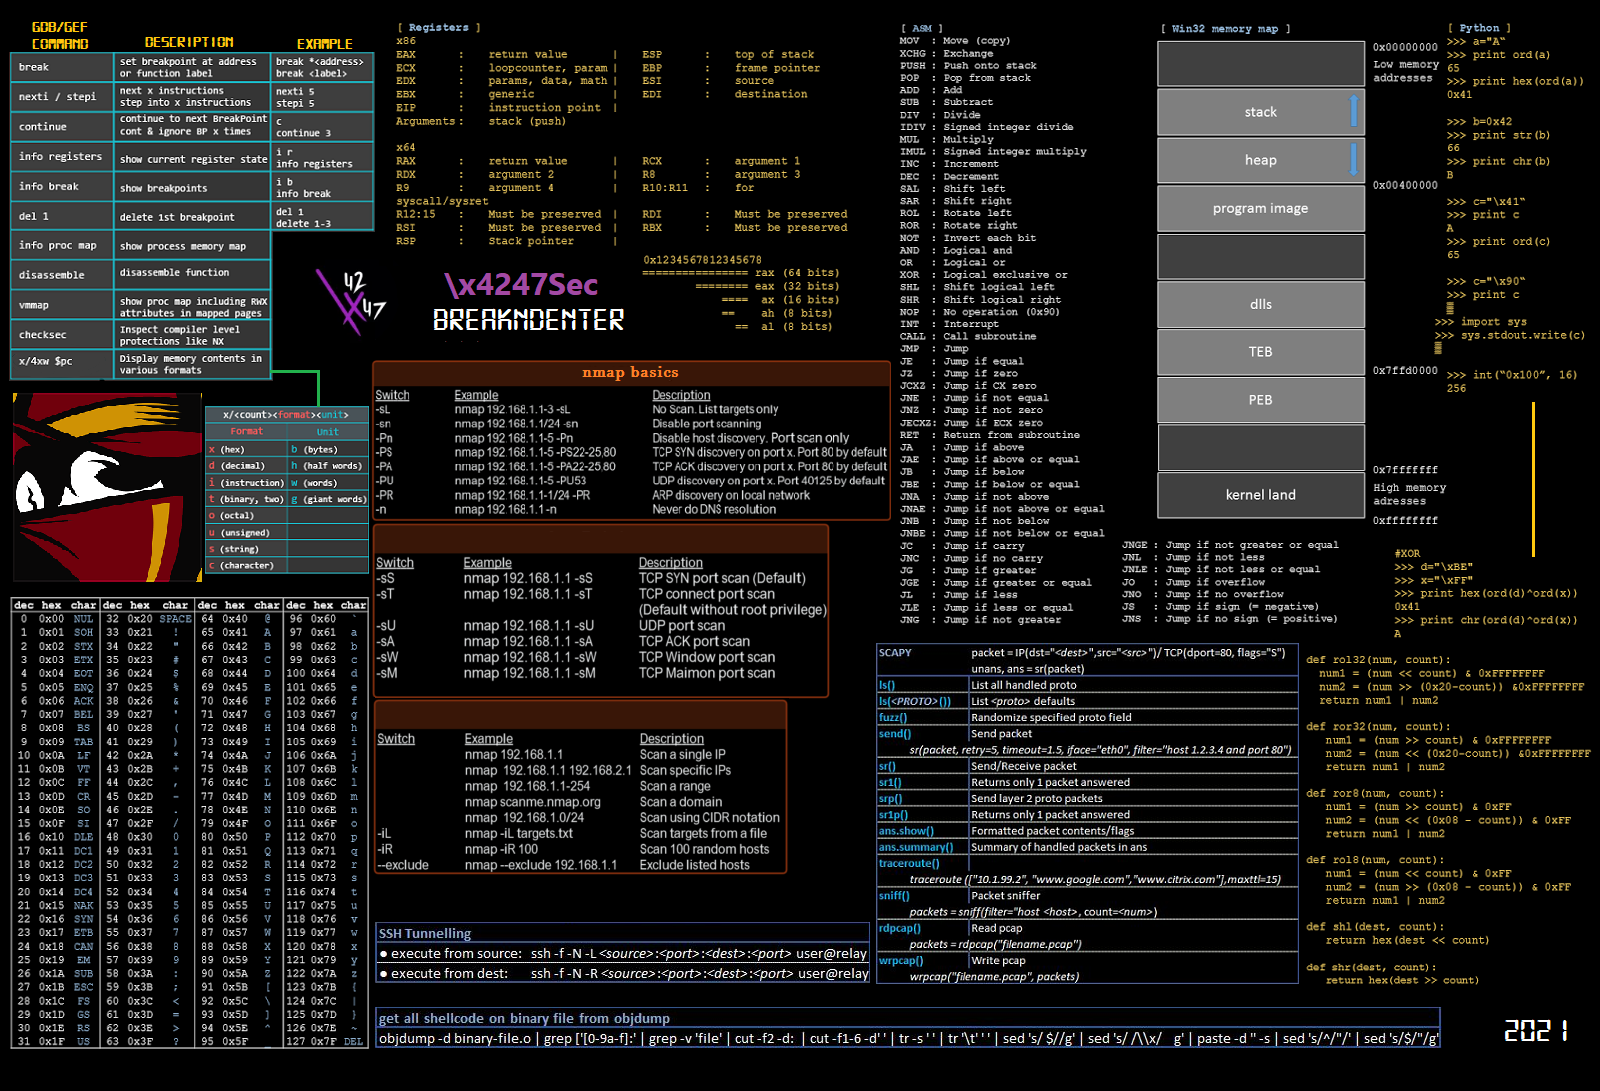 GDB/GEF
COMMAND DESCRIPTION EXAMPLE
break set breakpoint at address or function label break *<address> break <label>
nexti / stepi next x instructions step into x instructions nexti 5 stepi 5
continue continue to next BreakPoint cont & ignore BP x times c continue 3
info registers show current register state i r info registers
info break show breakpoints i b info break
del 1 delete 1st breakpoint del 1 delete 1-3
info proc map show process memory map
disassemble disassemble function
vmmap show proc map including RWX attributes in mapped pages
checksec Inspect compiler level protections like NX
x/4xw $pc Display memory contents in various formats
x/<count><format><unit>
Format Unit
x (hex) b (bytes)
d (decimal) h (half words)
i (instruction) w (words)
t (binary, two) g (giant words)
o (octal)
u (unsigned)
s (string)
c (character)
dec hex char dec hex char dec hex char dec hex char
0 0x00 NUL 32 0x20 SPACE 64 0x40 @ 96 0x60 `
1 0x01 SOH 33 0x21 ! 65 0x41 A 97 0x61 a
2 0x02 STX 34 0x22 " 66 0x42 B 98 0x62 b
3 0x03 ETX 35 0x23 # 67 0x43 C 99 0x63 c
4 0x04 EOT 36 0x24 $ 68 0x44 D 100 0x64 d
5 0x05 ENQ 37 0x25 % 69 0x45 E 101 0x65 e
6 0x06 ACK 38 0x26 & 70 0x46 F 102 0x66 f
7 0x07 BEL 39 0x27 ' 71 0x47 G 103 0x67 g
8 0x08 BS 40 0x28 ( 72 0x48 H 104 0x68 h
9 0x09 TAB 41 0x29 ) 73 0x49 I 105 0x69 i
10 0x0A LF 42 0x2A * 74 0x4A J 106 0x6A j
11 0x0B VT 43 0x2B + 75 0x4B K 107 0x6B k
12 0x0C FF 44 0x2C , 76 0x4C L 108 0x6C l
13 0x0D CR 45 0x2D - 77 0x4D M 109 0x6D m
14 0x0E SO 46 0x2E . 78 0x4E N 110 0x6E n
15 0x0F SI 47 0x2F / 79 0x4F O 111 0x6F o
16 0x10 DLE 48 0x30 0 80 0x50 P 112 0x70 p
17 0x11 DC1 49 0x31 1 81 0x51 Q 113 0x71 q
18 0x12 DC2 50 0x32 2 82 0x52 R 114 0x72 r
19 0x13 DC3 51 0x33 3 83 0x53 S 115 0x73 s
20 0x14 DC4 52 0x34 4 84 0x54 T 116 0x74 t
21 0x15 NAK 53 0x35 5 85 0x55 U 117 0x75 u
22 0x16 SYN 54 0x36 6 86 0x56 V 118 0x76 v
23 0x17 ETB 55 0x37 7 87 0x57 W 119 0x77 w
24 0x18 CAN 56 0x38 8 88 0x58 X 120 0x78 x
25 0x19 EM 57 0x39 9 89 0x59 Y 121 0x79 y
26 0x1A SUB 58 0x3A : 90 0x5A Z 122 0x7A z
27 0x1B ESC 59 0x3B ; 91 0x5B [ 123 0x7B {
28 0x1C FS 60 0x3C < 92 0x5C \ 124 0x7C |
29 0x1D GS 61 0x3D = 93 0x5D ] 125 0x7D }
30 0x1E RS 62 0x3E > 94 0x5E ^ 126 0x7E ~
31 0x1F US 63 0x3F ? 95 0x5F _ 127 0x7F DEL
[ Registers ]
x86
EAX : return value | ESP : top of stack
ECX : loopcounter, param | EBP : frame pointer
EDX : params, data, math | ESI : source
EBX : generic | EDI : destination
EIP : instruction point |
Arguments: stack (push)
x64
RAX : return value | RCX : argument 1
RDX : argument 2 | R8 : argument 3
R9 : argument 4 | R10:R11 : for
syscall/sysret
R12:15 : Must be preserved | RDI : Must be preserved
RSI : Must be preserved | RBX : Must be preserved
RSP : Stack pointer |
0x1234567812345678
================ rax (64 bits)
======== eax (32 bits)
==== ax (16 bits)
== ah (8 bits)
== al (8 bits)
42
47
\x4247Sec
BREAKNDENTER
nmap basics
Switch Example Description
-sL nmap 192.168.1.1-3 -sL No Scan. List targets only
-sn nmap 192.168.1.1/24 -sn Disable port scanning
-Pn nmap 192.168.1.1-5 -Pn Disable host discovery. Port scan only
-PS nmap 192.168.1.1-5 -PS22-25,80 TCP SYN discovery on port x. Port 80 by default
-PA nmap 192.168.1.1-5 -PA22-25,80 TCP ACK discovery on port x. Port 80 by default
-PU nmap 192.168.1.1-5 -PU53 UDP discovery on port x. Port 40125 by default
-PR nmap 192.168.1.1-1/24 -PR ARP discovery on local network
-n nmap 192.168.1.1 -n Never do DNS resolution
Switch Example Description
-sS nmap 192.168.1.1 -sS TCP SYN port scan (Default)
-sT nmap 192.168.1.1 -sT TCP connect port scan
(Default without root privilege)
-sU nmap 192.168.1.1 -sU UDP port scan
-sA nmap 192.168.1.1 -sA TCP ACK port scan
-sW nmap 192.168.1.1 -sW TCP Window port scan
-sM nmap 192.168.1.1 -sM TCP Maimon port scan
Switch Example Description
nmap 192.168.1.1 Scan a single IP
nmap 192.168.1.1 192.168.2.1 Scan specific IPs
nmap 192.168.1.1-254 Scan a range
nmap scanme.nmap.org Scan a domain
nmap 192.168.1.0/24 Scan using CIDR notation
-iL nmap -iL targets.txt Scan targets from a file
-iR nmap -iR 100 Scan 100 random hosts
--exclude nmap --exclude 192.168.1.1 Exclude listed hosts
SSH Tunnelling
● execute from source: ssh -f -N -L <source>:<port>:<dest>:<port> user@relay
● execute from dest: ssh -f -N -R <source>:<port>:<dest>:<port> user@relay
get all shellcode on binary file from objdump
objdump -d binary-file.o | grep ['[0-9a-f]:' | grep -v 'file' | cut -f2 -d: | cut -f1-6 -d' ' | tr -s ' ' | tr '\t' ' ' | sed 's/ $//g' | sed 's/ /\\x/ g' | paste -d '' -s | sed 's/^/"/' | sed 's/$/"/g'
[ ASM ]
MOV : Move (copy)
XCHG : Exchange
PUSH : Push onto stack
POP : Pop from stack
ADD : Add
SUB : Subtract
DIV : Divide
IDIV : Signed integer divide
MUL : Multiply
IMUL : Signed integer multiply
INC : Increment
DEC : Decrement
SAL : Shift left
SAR : Shift right
ROL : Rotate left
ROR : Rotate right
NOT : Invert each bit
AND : Logical and
OR : Logical or
XOR : Logical exclusive or
SHL : Shift logical left
SHR : Shift logical right
NOP : No operation (0x90)
INT : Interrupt
CALL : Call subroutine
JMP : Jump
JE : Jump if equal
JZ : Jump if zero
JCXZ : Jump if CX zero
JNE : Jump if not equal
JNZ : Jump if not zero
JECXZ: Jump if ECX zero
RET : Return from subroutine
JA : Jump if above
JAE : Jump if above or equal
JB : Jump if below
JBE : Jump if below or equal
JNA : Jump if not above
JNAE : Jump if not above or equal
JNB : Jump if not below
JNBE : Jump if not below or equal
JC : Jump if carry
JNC : Jump if no carry
JG : Jump if greater
JGE : Jump if greater or equal
JL : Jump if less
JLE : Jump if less or equal
JNG : Jump if not greater
JNGE : Jump if not greater or equal
JNL : Jump if not less
JNLE : Jump if not less or equal
JO : Jump if overflow
JNO : Jump if no overflow
JS : Jump if sign (= negative)
JNS : Jump if no sign (= positive)
[ Win32 memory map ]
0x00000000
Low memory
addresses
stack
heap
0x00400000
program image
dlls
TEB
0x7ffd0000
PEB
0x7fffffff
High memory
adresses
kernel land
0xffffffff
SCAPY packet = IP(dst="<dest>",src="<src>")/ TCP(dport=80, flags="S")
unans, ans = sr(packet)
ls() List all handled proto
ls(<PROTO>()) List <proto> defaults
fuzz() Randomize specified proto field
send() Send packet
sr(packet, retry=5, timeout=1.5, iface="eth0", filter="host 1.2.3.4 and port 80")
sr() Send/Receive packet
sr1() Returns only 1 packet answered
srp() Send layer 2 proto packets
sr1p() Returns only 1 packet answered
ans.show() Formatted packet contents/flags
ans.summary() Summary of handled packets in ans
traceroute()
traceroute (["10.1.99.2", "www.google.com","www.citrix.com"],maxttl=15)
sniff() Packet sniffer
packets = sniff(filter="host <host>, count=<num>)
rdpcap() Read pcap
packets = rdpcap("filename.pcap")
wrpcap() Write pcap
wrpcap("filename.pcap", packets)
[ Python ]
>>> a="A"
>>> print ord(a)
65
>>> print hex(ord(a))
0x41
>>> b=0x42
>>> print str(b)
66
>>> print chr(b)
B
>>> c="\x41"
>>> print c
A
>>> print ord(c)
65
>>> c="\x90"
>>> print c
▒
>>> import sys
>>> sys.stdout.write(c)
▒
>>> int("0x100", 16)
256
#XOR
>>> d="\xBE"
>>> x="\xFF"
>>> print hex(ord(d)^ord(x))
0x41
>>> print chr(ord(d)^ord(x))
A
def rol32(num, count):
num1 = (num << count) & 0xFFFFFFFF
num2 = (num >> (0x20-count)) &0xFFFFFFFF
return num1 | num2
def ror32(num, count):
num1 = (num >> count) & 0xFFFFFFFF
num2 = (num << (0x20-count)) &0xFFFFFFFF
return num1 | num2
def ror8(num, count):
num1 = (num >> count) & 0xFF
num2 = (num << (0x08 - count)) & 0xFF
return num1 | num2
def rol8(num, count):
num1 = (num << count) & 0xFF
num2 = (num >> (0x08 - count)) & 0xFF
return num1 | num2
def shl(dest, count):
return hex(dest << count)
def shr(dest, count):
return hex(dest >> count)
2021